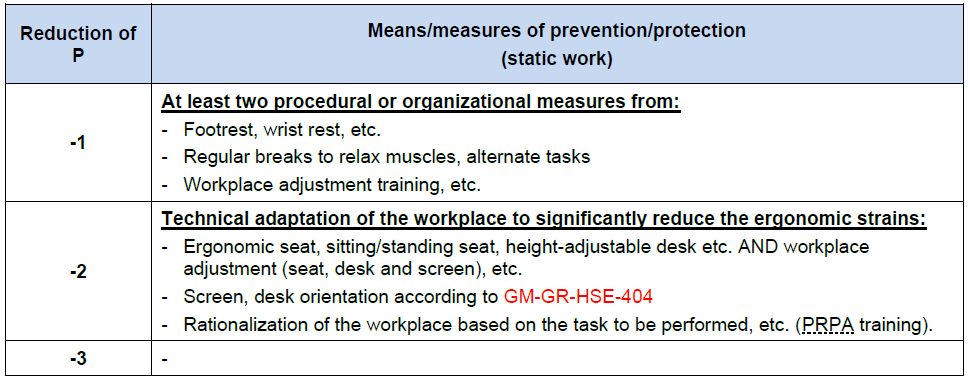 Reduction of
P
Means/measures of prevention/protection
(static work)
-1
At least two procedural or organizational measures from:
- Footrest, wrist rest, etc.
- Regular breaks to relax muscles, alternate tasks
- Workplace adjustment training, etc.
-2
Technical adaptation of the workplace to significantly reduce the ergonomic strains:
- Ergonomic seat, sitting/standing seat, height-adjustable desk etc. AND workplace
adjustment (seat, desk and screen), etc.
- Screen, desk orientation according to GM-GR-HSE-404
- Rationalization of the workplace based on the task to be performed, etc. (PRPA training).
-3
-